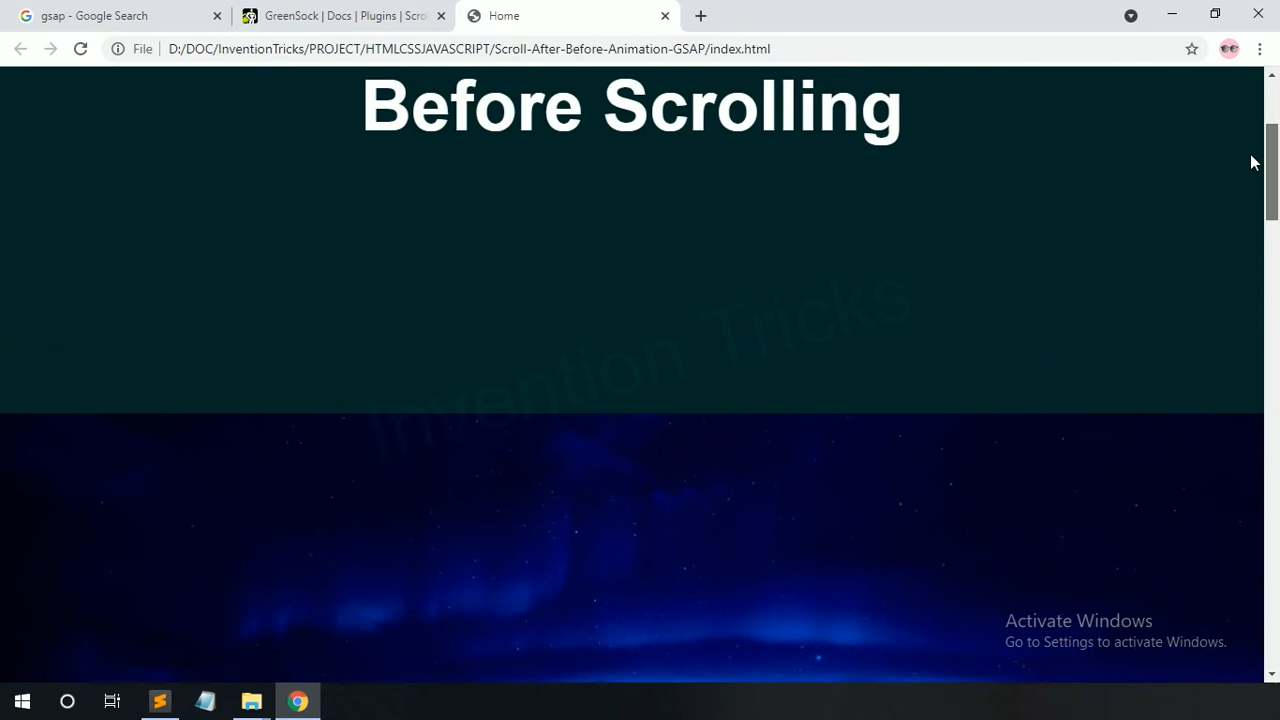 gsap - Google Search
GreenSock | Docs | Plugins | Scro
Home
File
D:/DOC/InventionTricks/PROJECT/HTMLCSSJAVASCRIPT/Scroll-After-Before-Animation-GSAP/index.html
Before Scrolling
Invention Tricks
Activate Windows
Go to Settings to activate Windows.